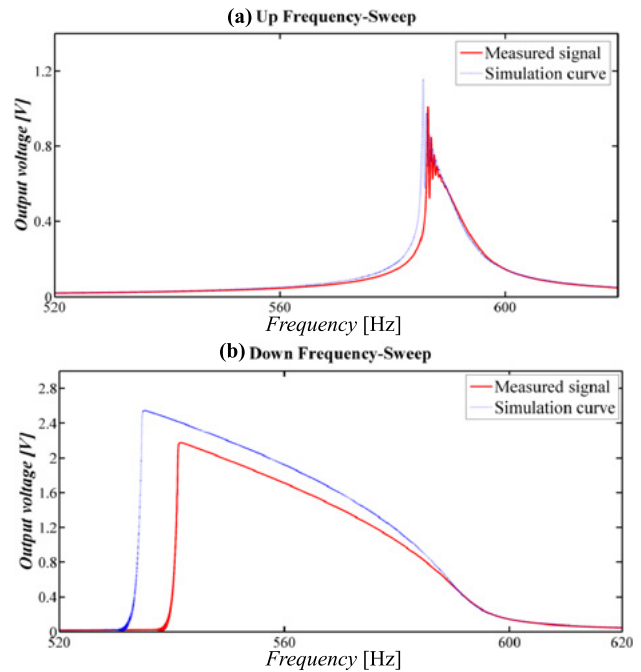 (a) Up Frequency-Sweep
Measured signal
Simulation curve
Output voltage [V]
1.2
0.8
0.4
0
520
560
600
Frequency [Hz]
(b) Down Frequency-Sweep
Measured signal
Simulation curve
Output voltage [V]
2.8
2.4
2.0
1.6
1.2
0.8
0.4
0
520
560
600
620
Frequency [Hz]